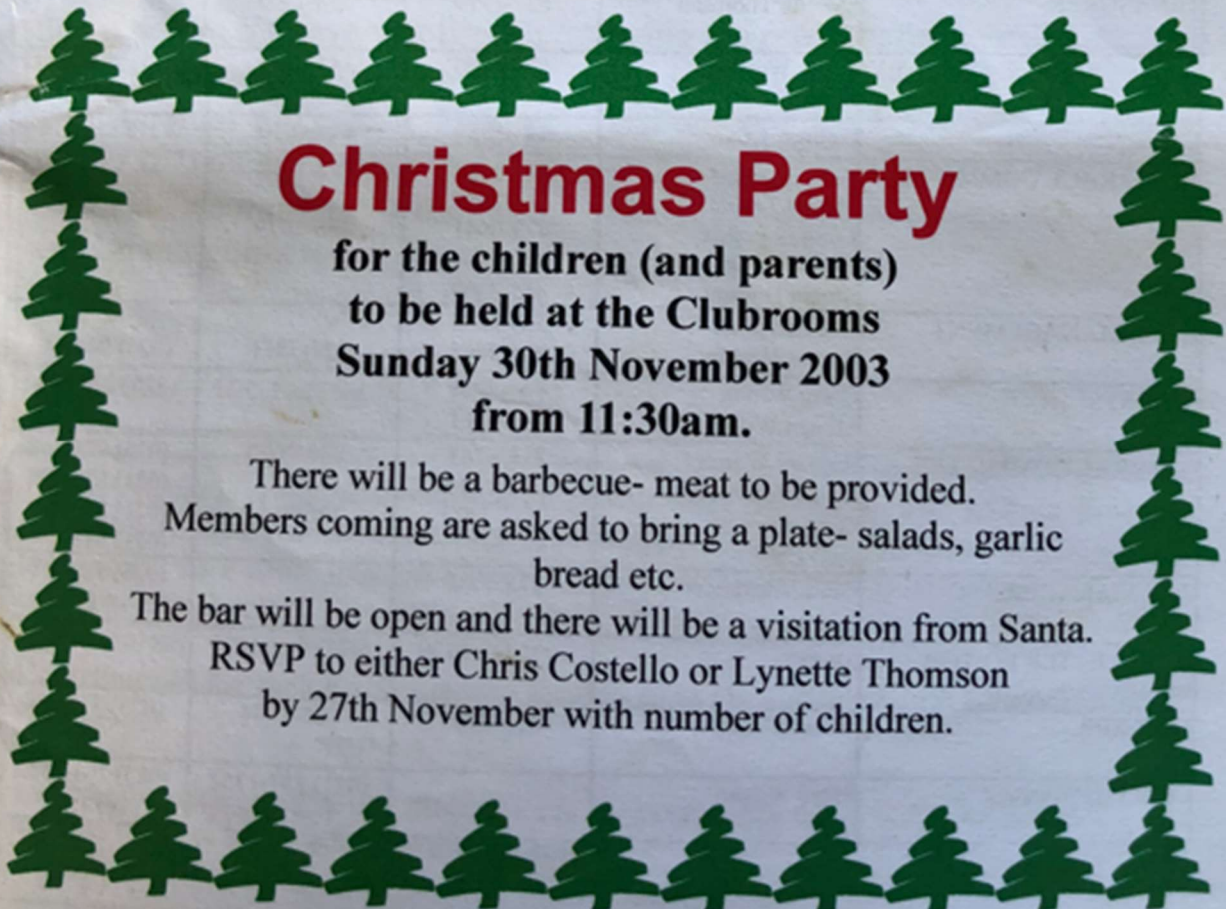 Christmas Party
for the children (and parents)
to be held at the Clubrooms
Sunday 30th November 2003
from 11:30am.
There will be a barbecue- meat to be provided.
Members coming are asked to bring a plate- salads, garlic
bread etc.
The bar will be open and there will be a visitation from Santa.
RSVP to either Chris Costello or Lynette Thomson
by 27th November with number of children.